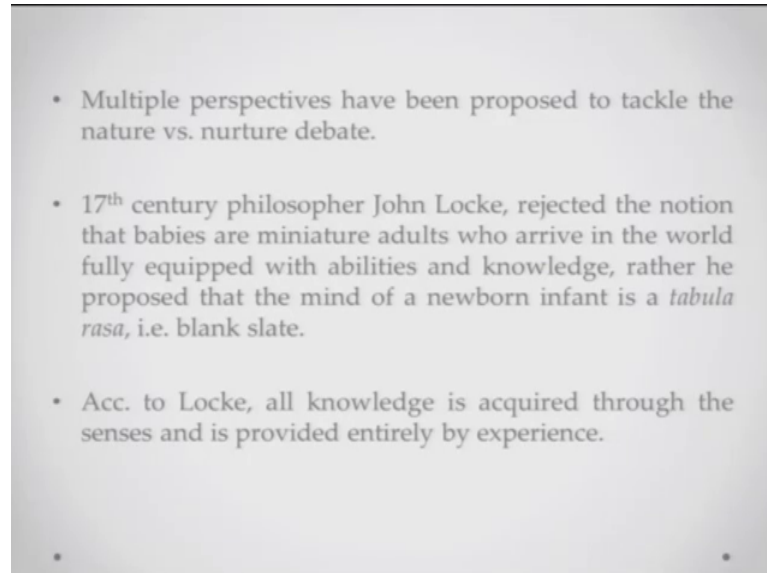 • Multiple perspectives have been proposed to tackle the
nature vs. nurture debate.
• 17th century philosopher John Locke, rejected the notion
that babies are miniature adults who arrive in the world
fully equipped with abilities and knowledge, rather he
proposed that the mind of a newborn infant is a tabula
rasa, i.e. blank slate.
• Acc. to Locke, all knowledge is acquired through the
senses and is provided entirely by experience.